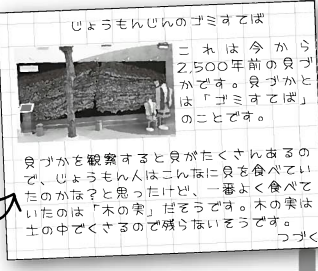 じょうもんじんのゴミすてば
これは今から
2,500年前の貝づ
かです。貝づかと
は「ゴミすてば」
のことです。
貝づかを観察すると貝がたくさんあるの
で、じょうもん人はこんなに貝を食べてい
たのかな?と思ったけど、一番よく食べて
いたのは「木の実」だそうです。木の実は
土の中でくさるので残らないそうです。
つづく